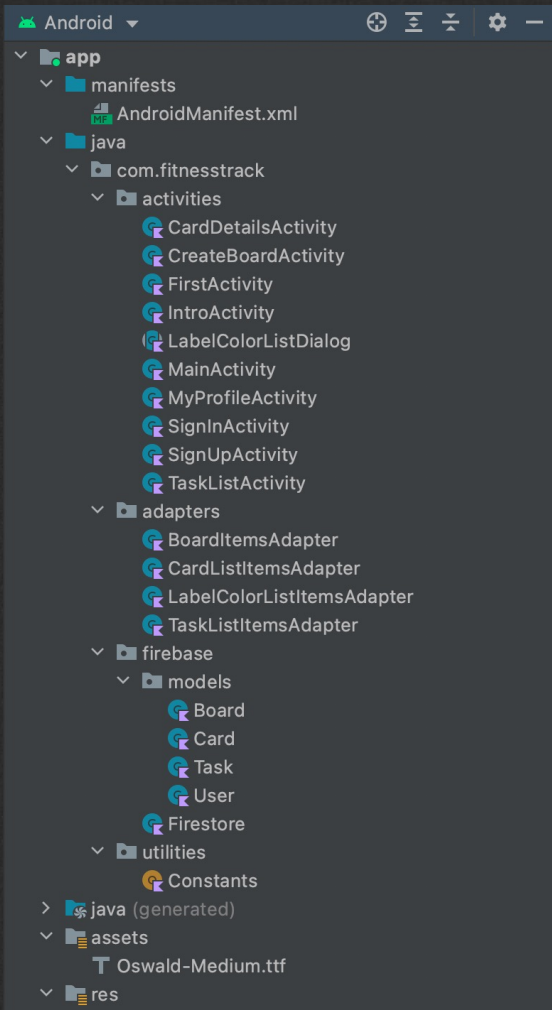 Android
app
manifests
MF AndroidManifest.xml
java
com.fitnesstrack
activities
CardDetailsActivity
CreateBoardActivity
FirstActivity
IntroActivity
LabelColorListDialog
MainActivity
MyProfileActivity
SignInActivity
SignUpActivity
TaskListActivity
adapters
BoardItemsAdapter
CardListItemsAdapter
LabelColorListItemsAdapter
TaskListItemsAdapter
firebase
models
Board
Card
Task
User
Firestore
utilities
Constants
java (generated)
assets
Oswald-Medium.ttf
res